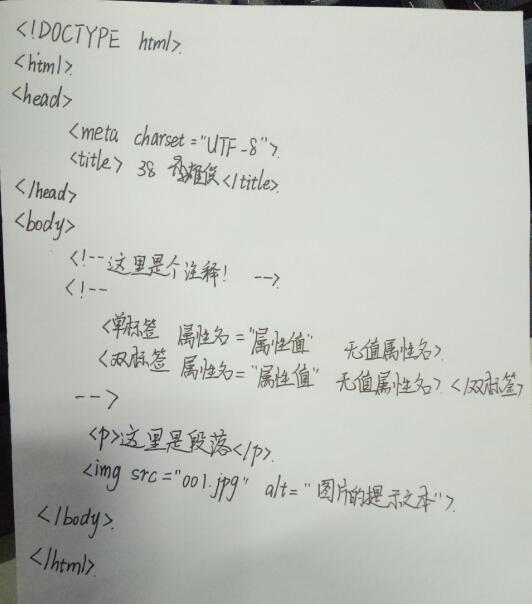 <!DOCTYPE html>
<html>
<head>
<meta charset="UTF-8">
<title> 38 </title>
</head>
<body>
<!--这里是个注释! -->
<!--
<单标签 属性名="属性值" 无值属性名>
<双标签 属性名="属性值" 无值属性名> </双标签>
-->
<p>这里是段落</p>
<img src="001.jpg" alt="图片的提示文本">
</body>
</html>